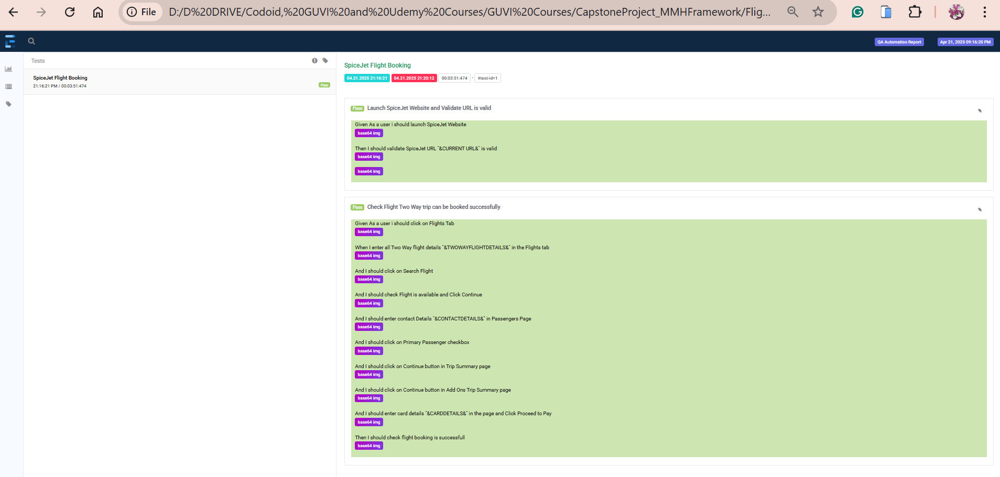 File
D:/D%20DRIVE/Codoid,%20GUVI%20and%20Udemy%20Courses/GUVI%20Courses/CapstoneProject_MMHFramework/Flig...
QA Automation Report
Apr 21, 2025 09:16:20 PM
Tests
SpiceJet Flight Booking
21:16:21 PM / 00:03:51:474
Pass
SpiceJet Flight Booking
04.21.2025 21:16:21 04.21.2025 21:20:12 00:03:51:474 · #test-id=1
Pass Launch SpiceJet Website and Validate URL is valid
Given As a user i should launch SpiceJet Website
base64 img
Then I should validate SpiceJet URL "&CURRENT URL&" is valid
base64 img
base64 img
Pass Check Flight Two Way trip can be booked successfully
Given As a user i should click on Flights Tab
base64 img
When I enter all Two Way flight details "&TWOWAYFLIGHTDETAILS&" in the Flights tab
base64 img
And I should click on Search Flight
base64 img
And I should check Flight is available and Click Continue
base64 img
And I should enter contact Details "&CONTACTDETAILS&" in Passengers Page
base64 img
And I should click on Primary Passenger checkbox
base64 img
And I should click on Continue button in Trip Summary page
base64 img
And I should click on Continue button in Add Ons Trip Summary page
base64 img
And I should enter card details "&CARDDETAILS&" in the page and Click Proceed to Pay
base64 img
Then I should check flight booking is successfull
base64 img